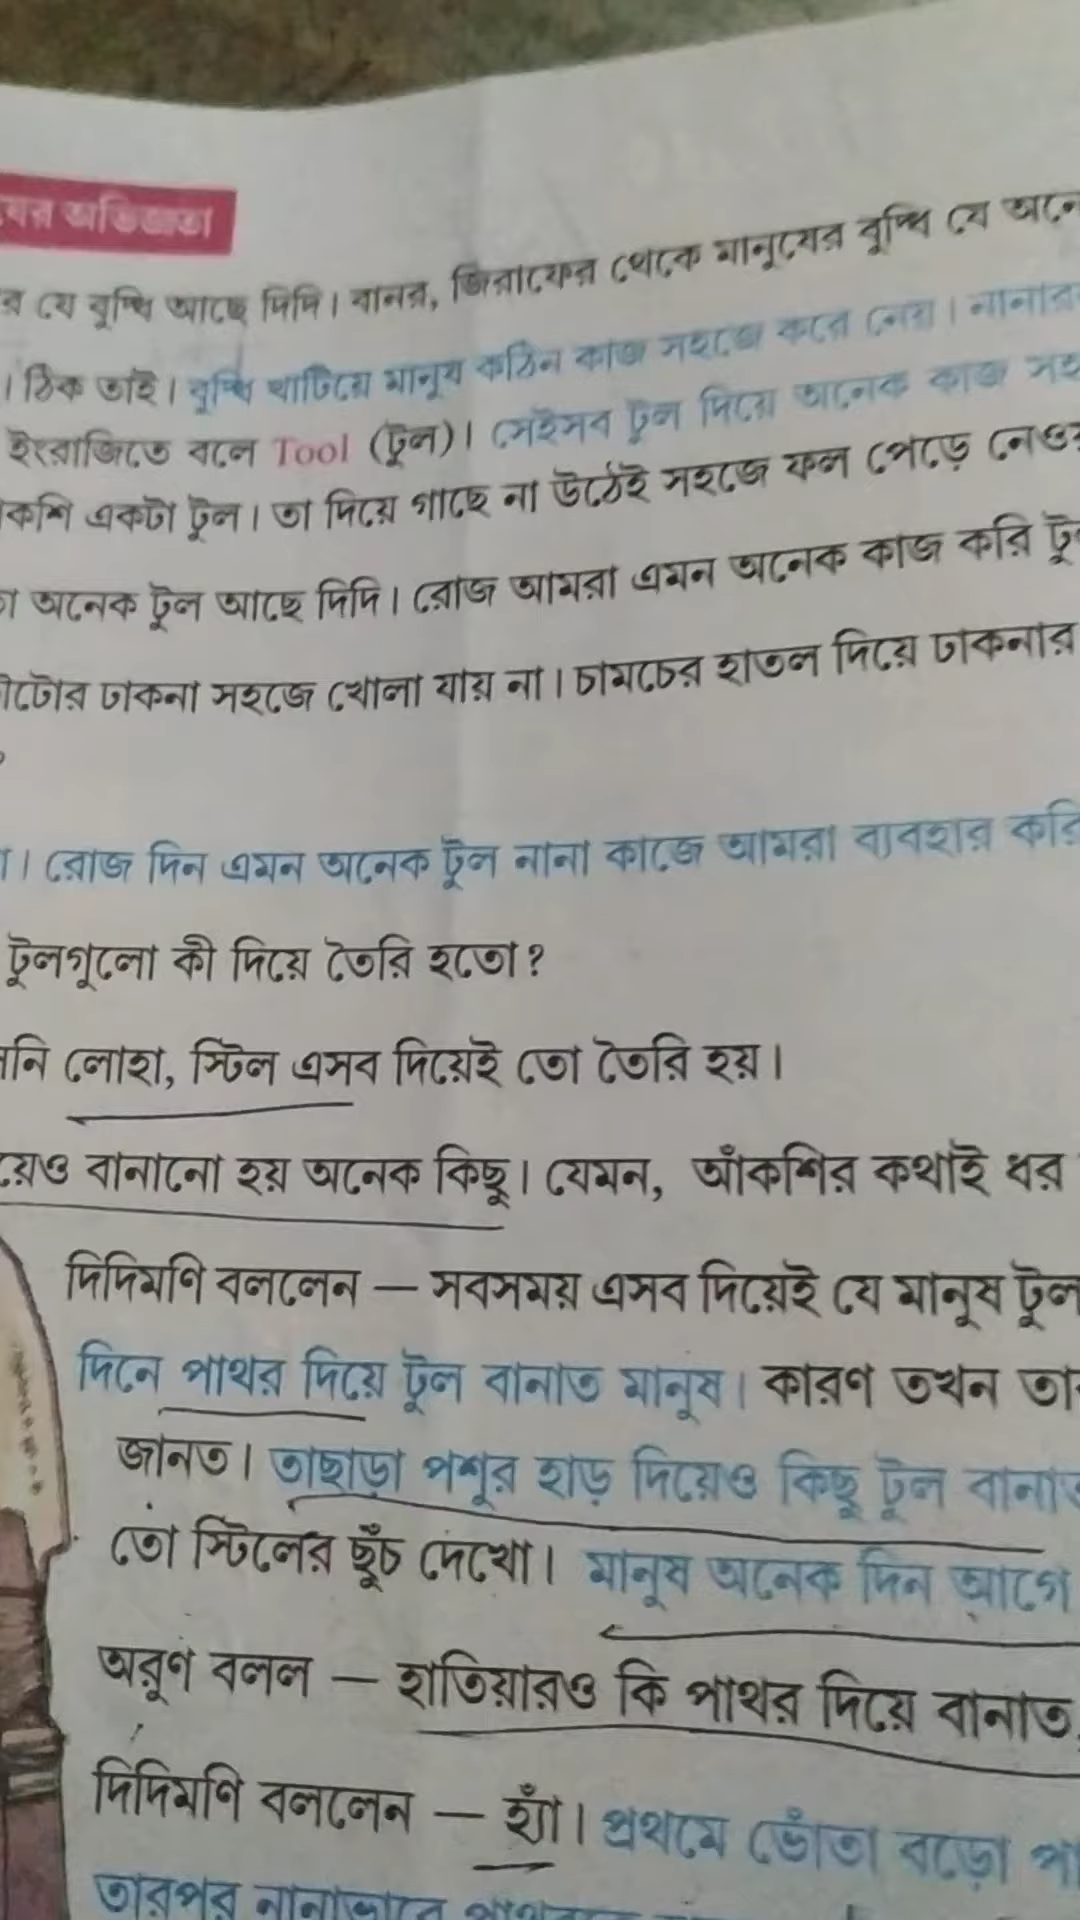 অভিজ্ঞতা
র যে বুদ্ধি আছে দিদি। বানর, জিরাফের থেকে মানুষের বুদ্ধি যে অনে
। ঠিক তাই। বুদ্ধি খাটিয়ে মানুষ কঠিন কাজ সহজে করে নেয়। নানার
ইংরাজিতে বলে Tool (টুল)। সেইসব টুল দিয়ে অনেক কাজ সহ
কশি একটা টুল। তা দিয়ে গাছে না উঠেই সহজে ফল পেড়ে নেও
অনেক টুল আছে দিদি। রোজ আমরা এমন অনেক কাজ করি টু
টোর ঢাকনা সহজে খোলা যায় না। চামচের হাতল দিয়ে ঢাকনার
। রোজ দিন এমন অনেক টুল নানা কাজে আমরা ব্যবহার করি
টুলগুলো কী দিয়ে তৈরি হতো?
নি লোহা, স্টিল এসব দিয়েই তো তৈরি হয়।
য়েও বানানো হয় অনেক কিছু। যেমন, আঁকশির কথাই ধর
দিদিমণি বললেন — সবসময় এসব দিয়েই যে মানুষ টুল
দিনে পাথর দিয়ে টুল বানাত মানুষ। কারণ তখন তা
জানত। তাছাড়া পশুর হাড় দিয়েও কিছু টুল বানাত
তো স্টিলের ছুঁচ দেখো। মানুষ অনেক দিন আগে
অরুণ বলল — হাতিয়ারও কি পাথর দিয়ে বানাত
দিদিমণি বললেন — হ্যাঁ। প্রথমে ভোঁতা বড়ো পা
তারপর নানাভাবে